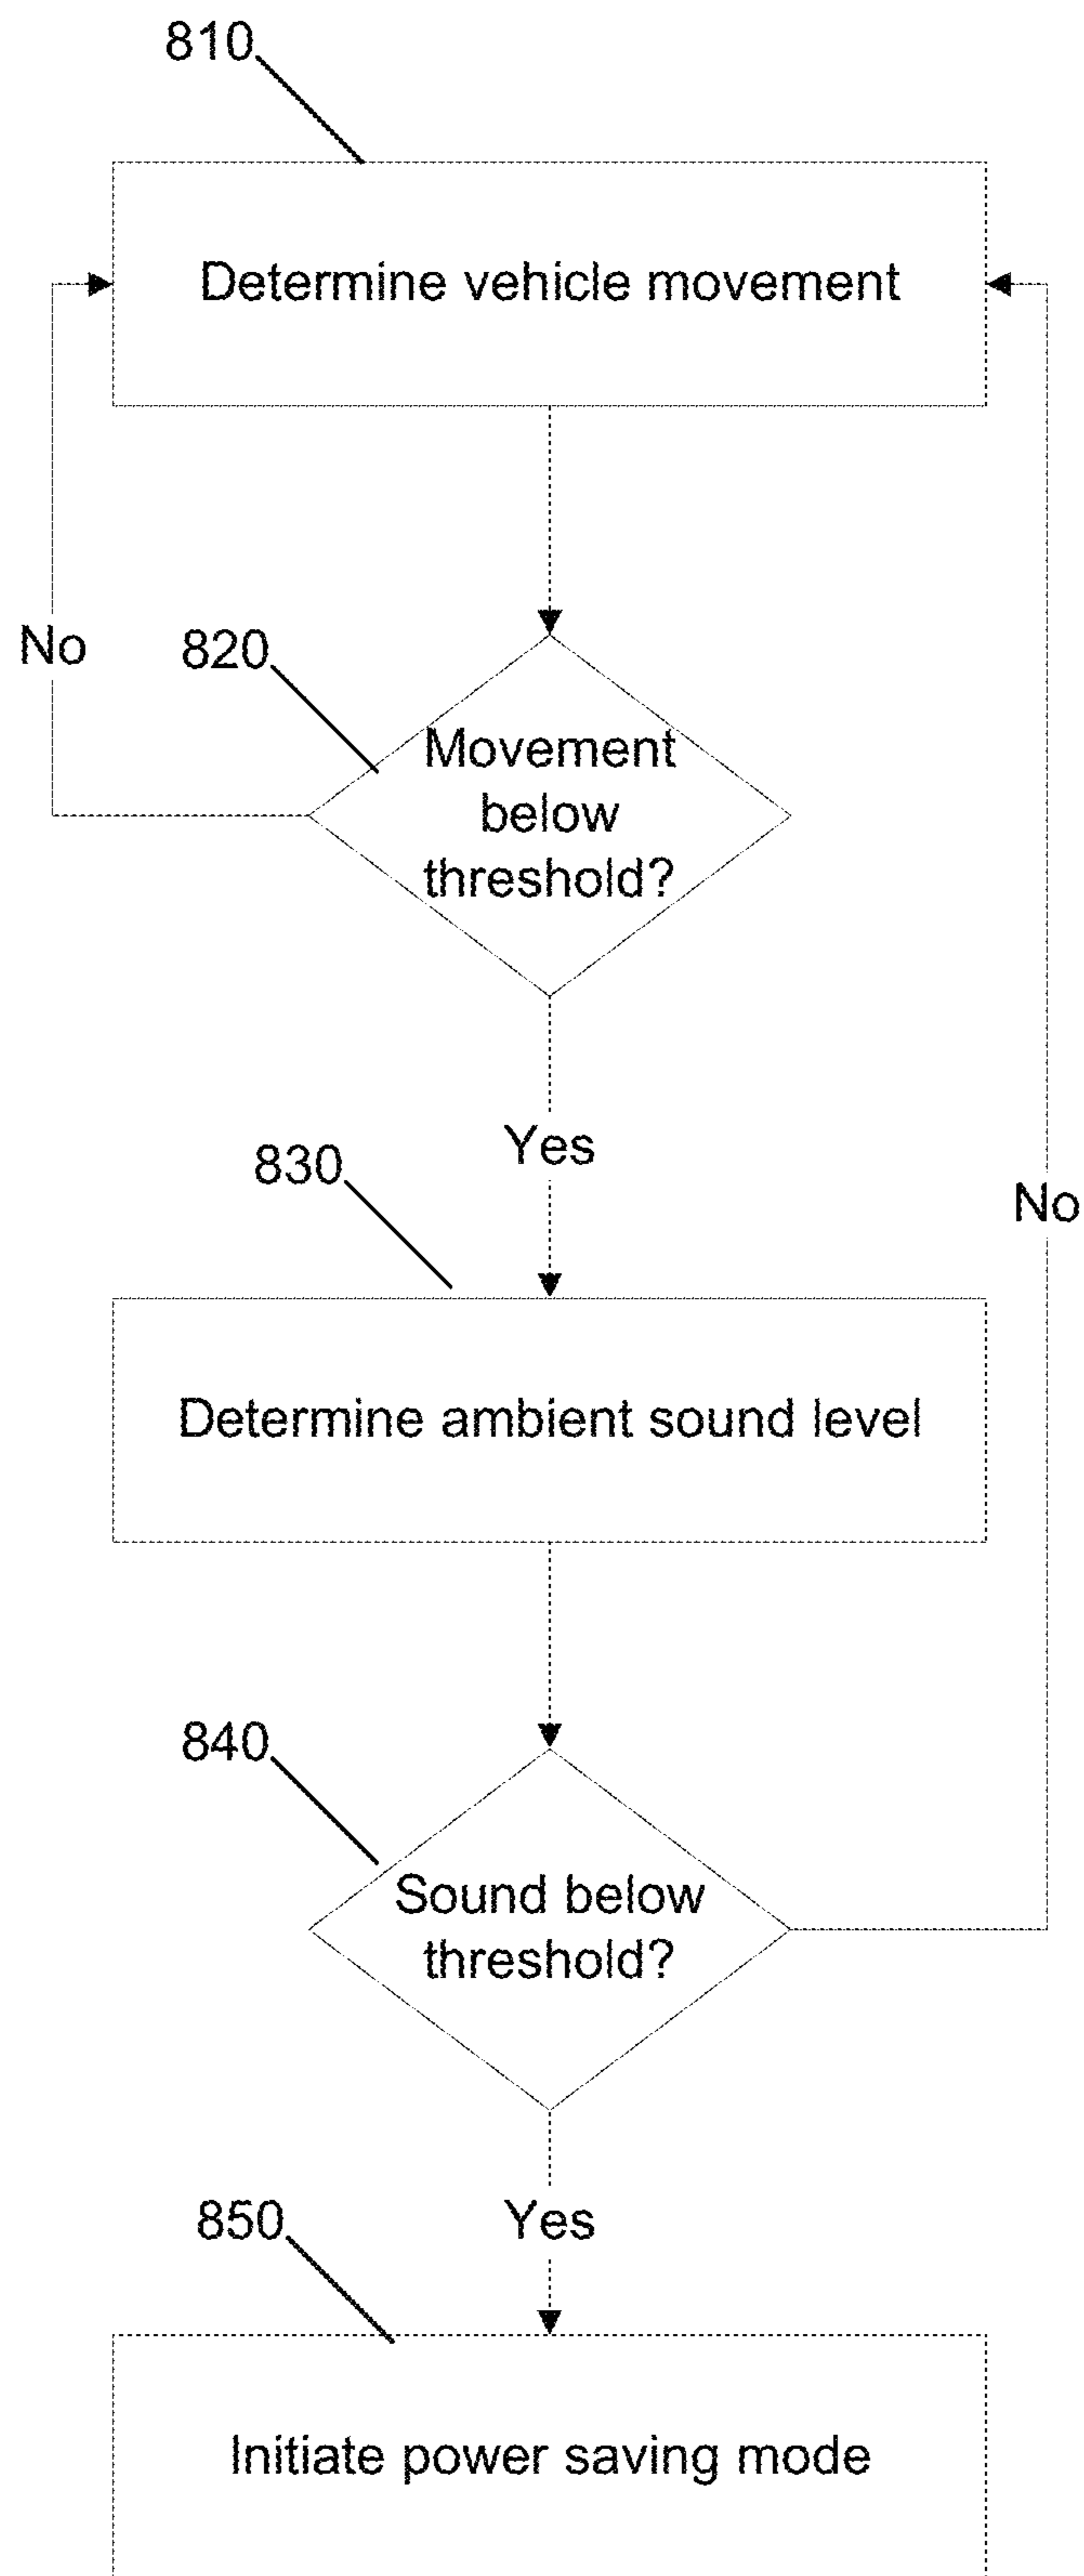 810
Determine vehicle movement
No
820
Movement
below
threshold?
Yes
830
No
Determine ambient sound level
840
Sound below
threshold?
Yes
850
Initiate power saving mode